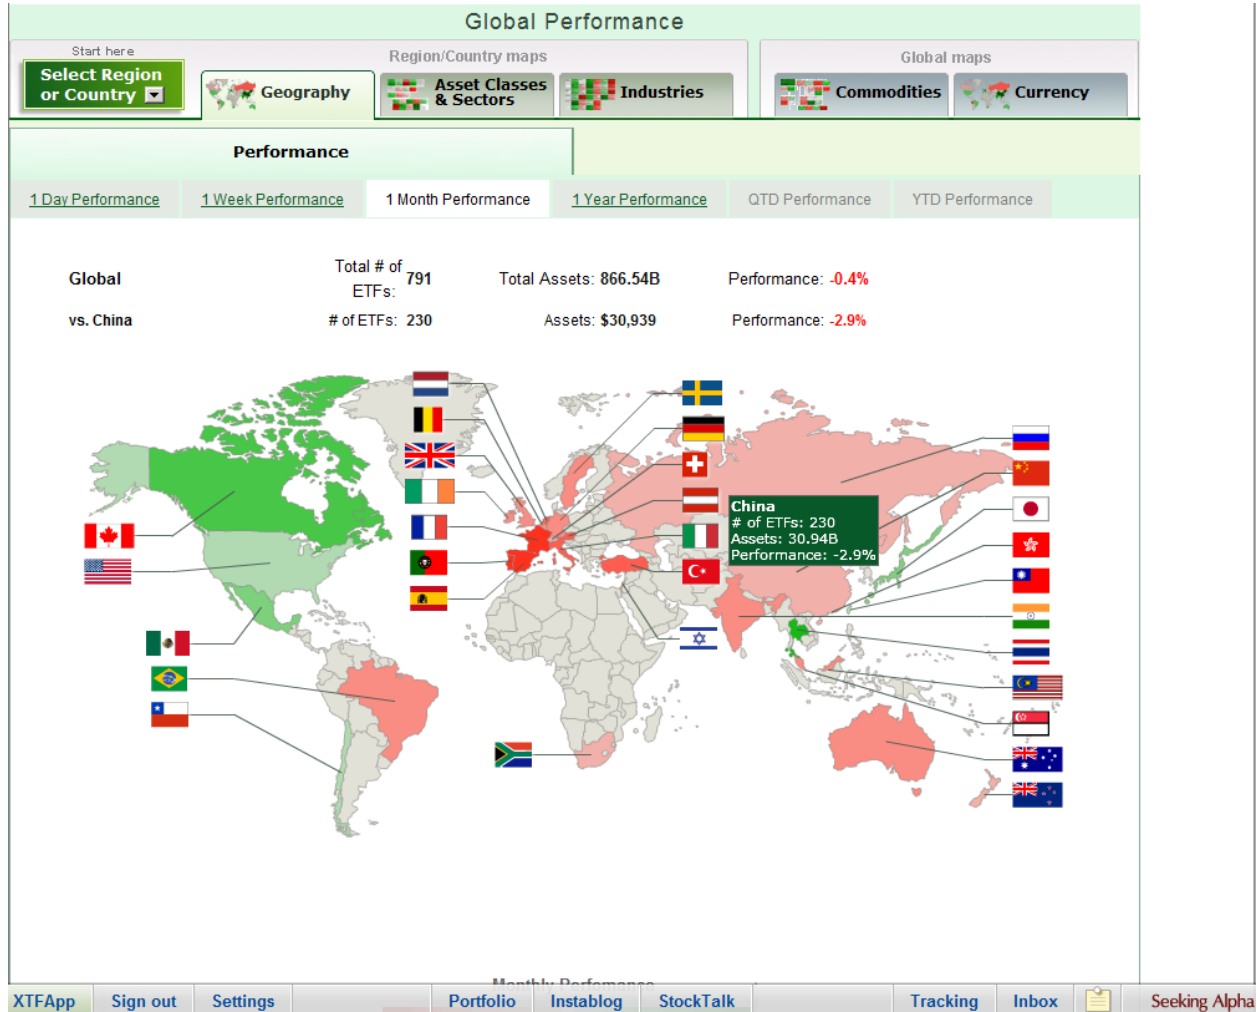 Global Performance
Start here
Region/Country maps
Global maps
Select Region
or Country
Geography
Asset Classes
& Sectors
Industries
Commodities
Currency
Performance
1 Day Performance
1 Week Performance
1 Month Performance
1 Year Performance
QTD Performance
YTD Performance
Global
Total # of
ETFs:
791
Total Assets: 866.54B
Performance: -0.4%
vs. China
# of ETFs: 230
Assets: $30,939
Performance: -2.9%
China
# of ETFs: 230
Assets: 30.94B
Performance: -2.9%
Monthly Perfomance
XTFApp
Sign out
Settings
Portfolio
Instablog
StockTalk
Tracking
Inbox
Seeking Alpha